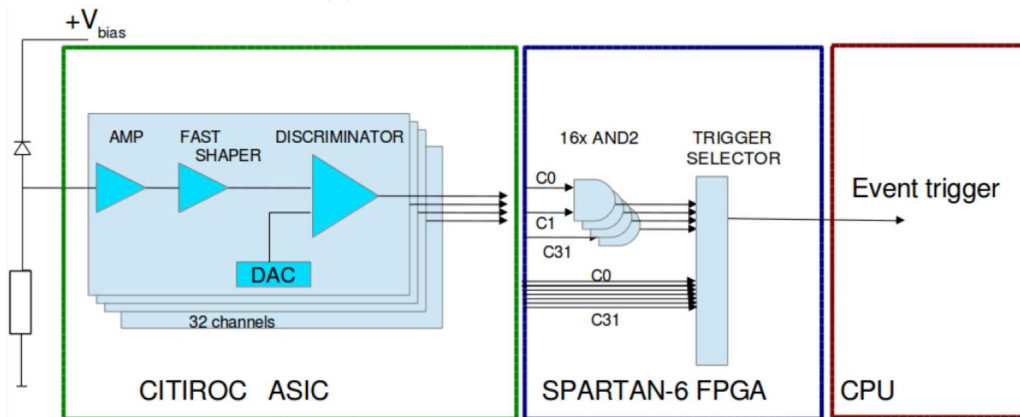 +Vbias
AMP
FAST
SHAPER
DISCRIMINATOR
DAC
32 channels
CITIROC ASIC
16x AND2
TRIGGER
SELECTOR
C0
C1
C31
C0
C31
SPARTAN-6 FPGA
Event trigger
CPU